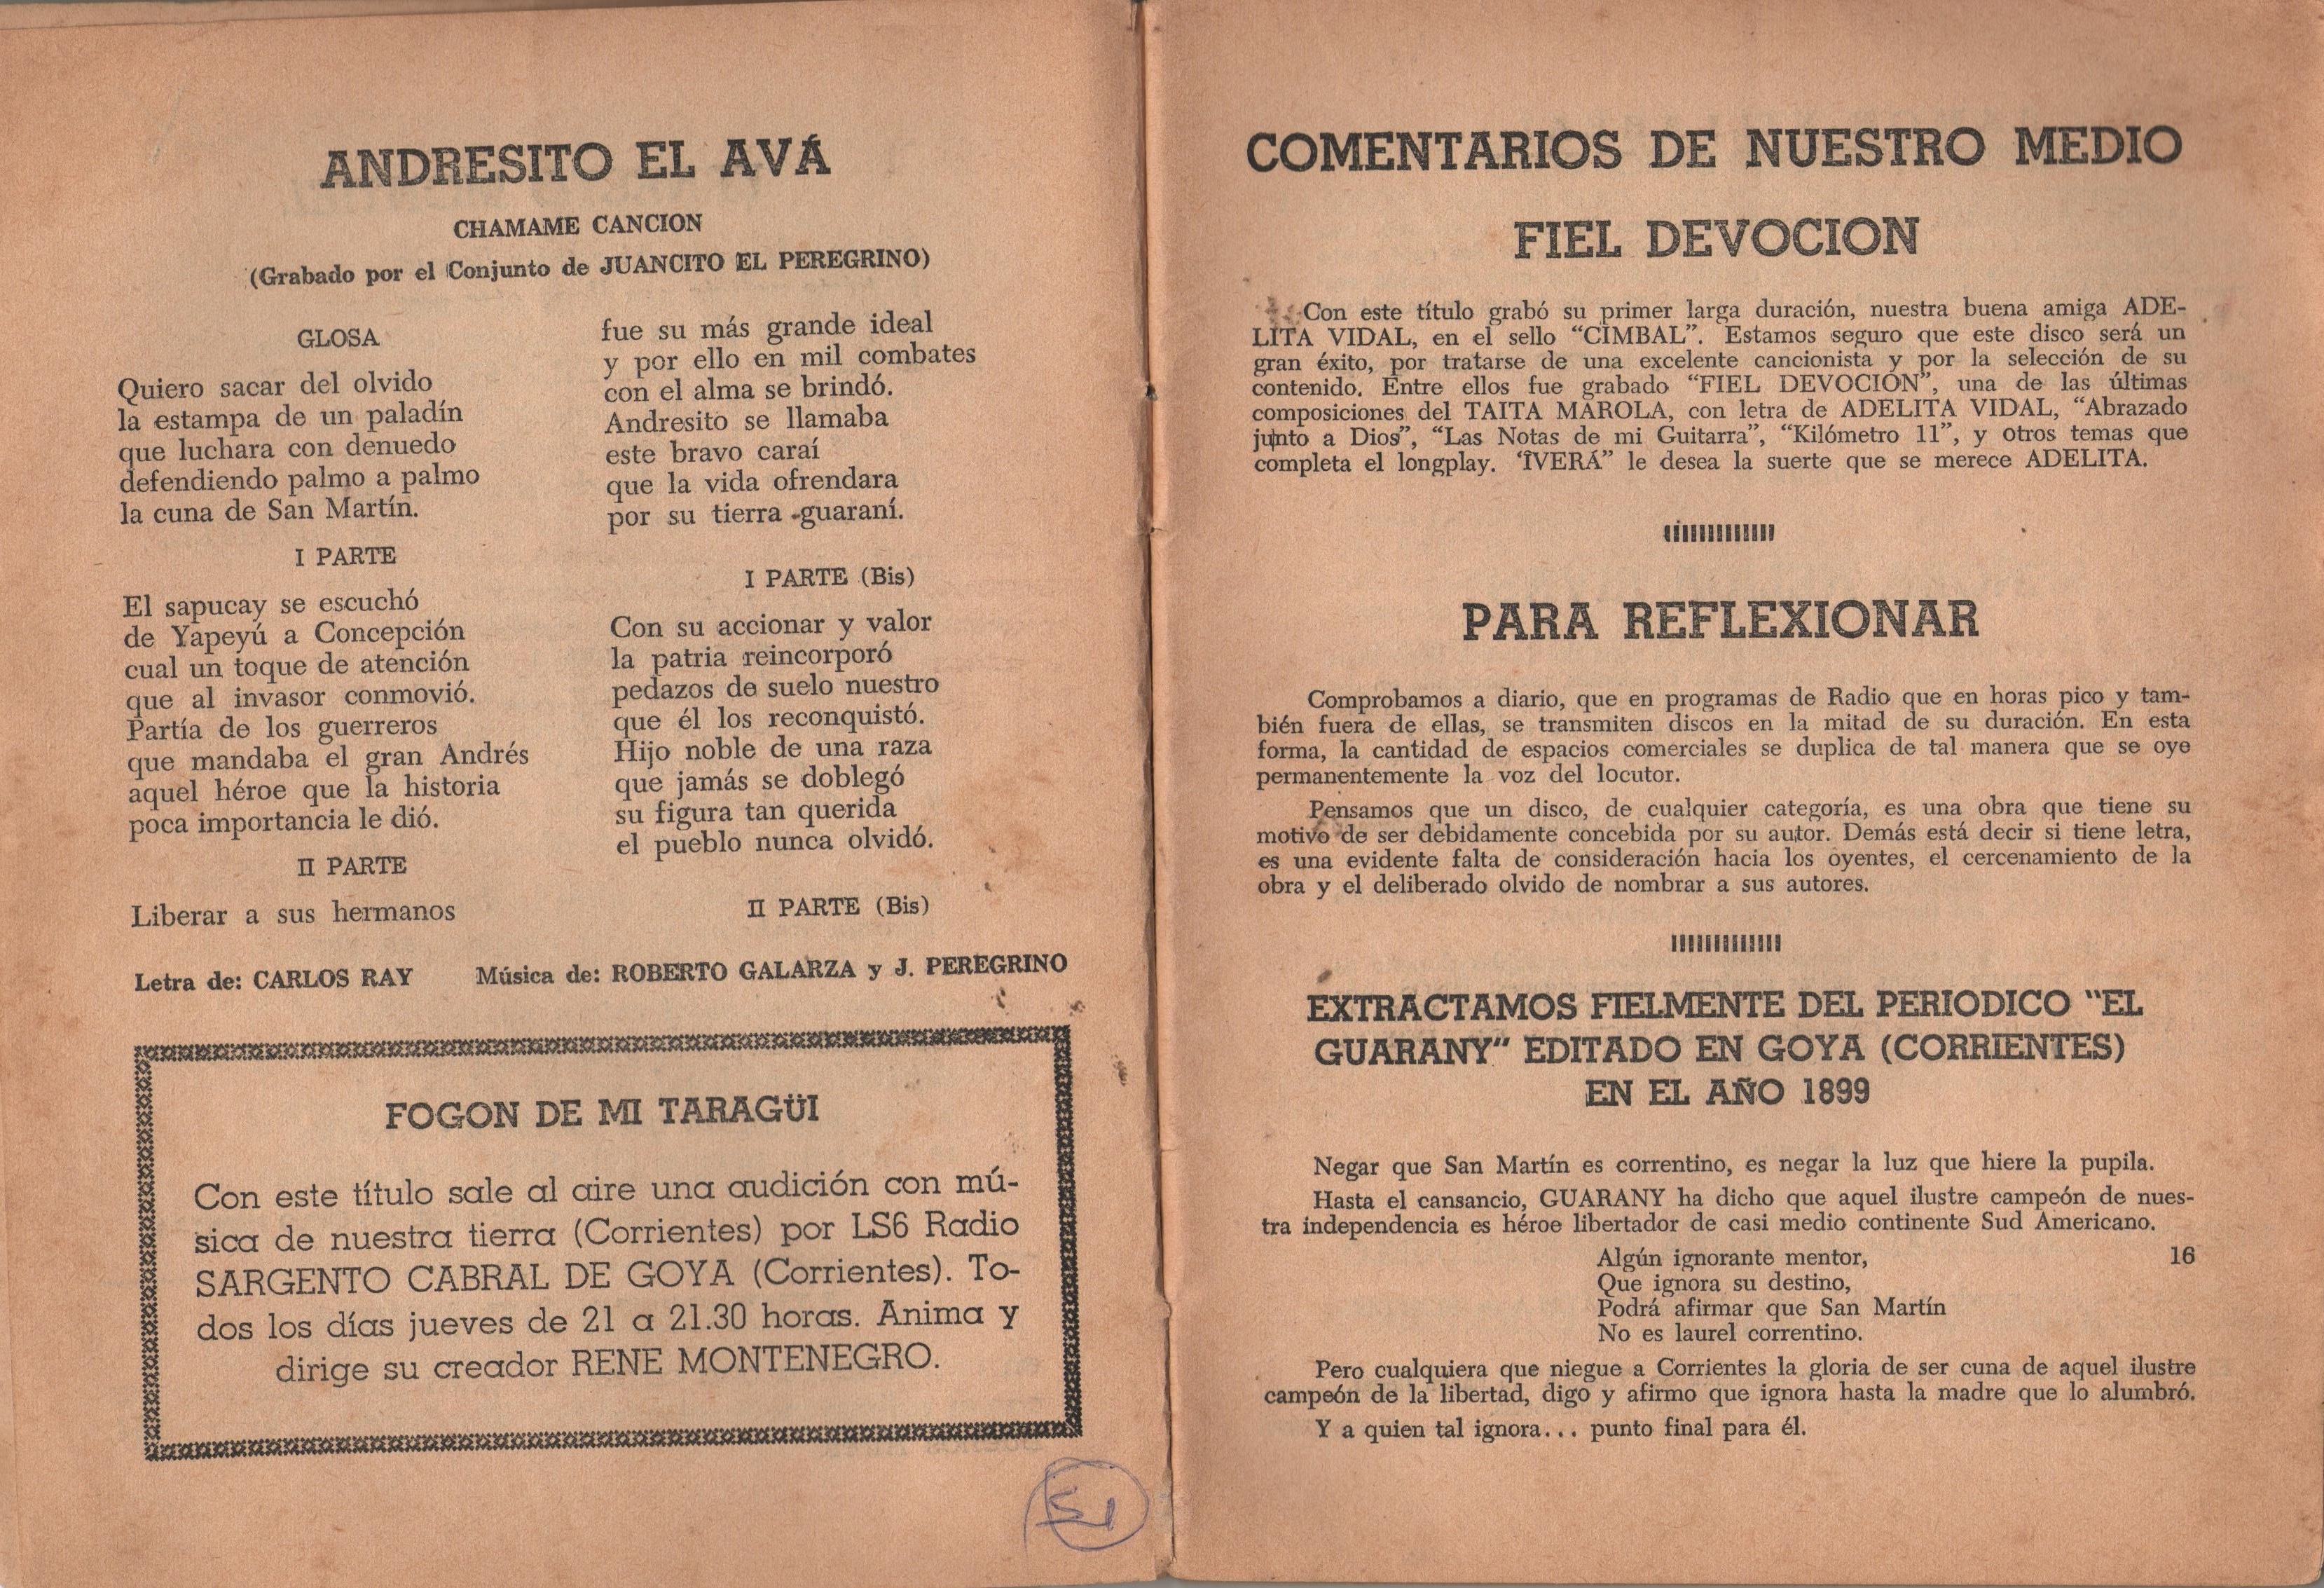 ANDRESITO EL AVÁ
CHAMAME CANCION
(Grabado por el Conjunto de JUANCITO EL PEREGRINO)
GLOSA
Quiero sacar del olvido
la estampa de un paladín
que luchara con denuedo
defendiendo palmo a palmo
la cuna de San Martín.
I PARTE
El sapucay se escuchó
de Yapeyú a Concepción
cual un toque de atención
que al invasor conmovió.
Partía de los guerreros
que mandaba el gran Andrés
aquel héroe que la historia
poca importancia le dió.
II PARTE
Liberar a sus hermanos
fue su más grande ideal
y por ello en mil combates
con el alma se brindó.
Andresito se llamaba
este bravo caraí
que la vida ofrendara
por su tierra guaraní.
I PARTE (Bis)
Con su accionar y valor
la patria reincorporó
pedazos de suelo nuestro
que él los reconquistó.
Hijo noble de una raza
que jamás se doblegó
su figura tan querida
el pueblo nunca olvidó.
II PARTE (Bis)
Letra de: CARLOS RAY Música de: ROBERTO GALARZA y J. PEREGRINO
FOGON DE MI TARAGÜI
Con este título sale al aire una audición con mú-
sica de nuestra tierra (Corrientes) por LS6 Radio
SARGENTO CABRAL DE GOYA (Corrientes). To-
dos los días jueves de 21 a 21.30 horas. Anima y
dirige su creador RENE MONTENEGRO.
51
COMENTARIOS DE NUESTRO MEDIO
FIEL DEVOCION
Con este título grabó su primer larga duración, nuestra buena amiga ADE-
LITA VIDAL, en el sello “CIMBAL”. Estamos seguro que este disco será un
gran éxito, por tratarse de una excelente cancionista y por la selección de su
contenido. Entre ellos fue grabado “FIEL DEVOCIÓN”, una de las últimas
composiciones del TAITA MAROLA, con letra de ADELITA VIDAL, “Abrazado
junto a Dios”, “Las Notas de mi Guitarra”, “Kilómetro 11”, y otros temas que
completa el longplay. ‘ÎVERÁ” le desea la suerte que se merece ADELITA.
PARA REFLEXIONAR
Comprobamos a diario, que en programas de Radio que en horas pico y tam-
bién fuera de ellas, se transmiten discos en la mitad de su duración. En esta
forma, la cantidad de espacios comerciales se duplica de tal manera que se oye
permanentemente la voz del locutor.
Pensamos que un disco, de cualquier categoría, es una obra que tiene su
motivo de ser debidamente concebida por su autor. Demás está decir si tiene letra,
es una evidente falta de consideración hacia los oyentes, el cercenamiento de la
obra y el deliberado olvido de nombrar a sus autores.
EXTRACTAMOS FIELMENTE DEL PERIODICO “EL
GUARANY” EDITADO EN GOYA (CORRIENTES)
EN EL AÑO 1899
Negar que San Martín es correntino, es negar la luz que hiere la pupila.
Hasta el cansancio, GUARANY ha dicho que aquel ilustre campeón de nues-
tra independencia es héroe libertador de casi medio continente Sud Americano.
Algún ignorante mentor, 16
Que ignora su destino,
Podrá afirmar que San Martín
No es laurel correntino.
Pero cualquiera que niegue a Corrientes la gloria de ser cuna de aquel ilustre
campeón de la libertad, digo y afirmo que ignora hasta la madre que lo alumbró.
Y a quien tal ignora... punto final para él.